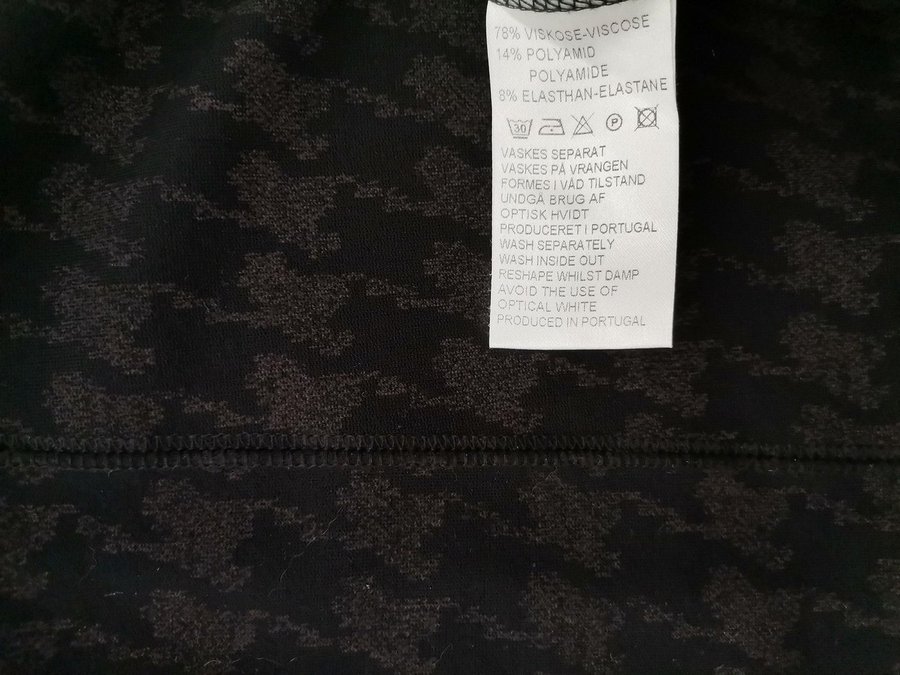 78% VISKOSE-VISCOSE
14% POLYAMID
POLYAMIDE
8% ELASTHAN-ELASTANE
30 P
VASKES SEPARAT
VASKES PÅ VRANGEN
FORMES I VÅD TILSTAND
UNDGA BRUG AF
OPTISK HVIDT
PRODUCERET I PORTUGAL
WASH SEPARATELY
WASH INSIDE OUT
RESHAPE WHILST DAMP
AVOID THE USE OF
OPTICAL WHITE
PRODUCED IN PORTUGAL